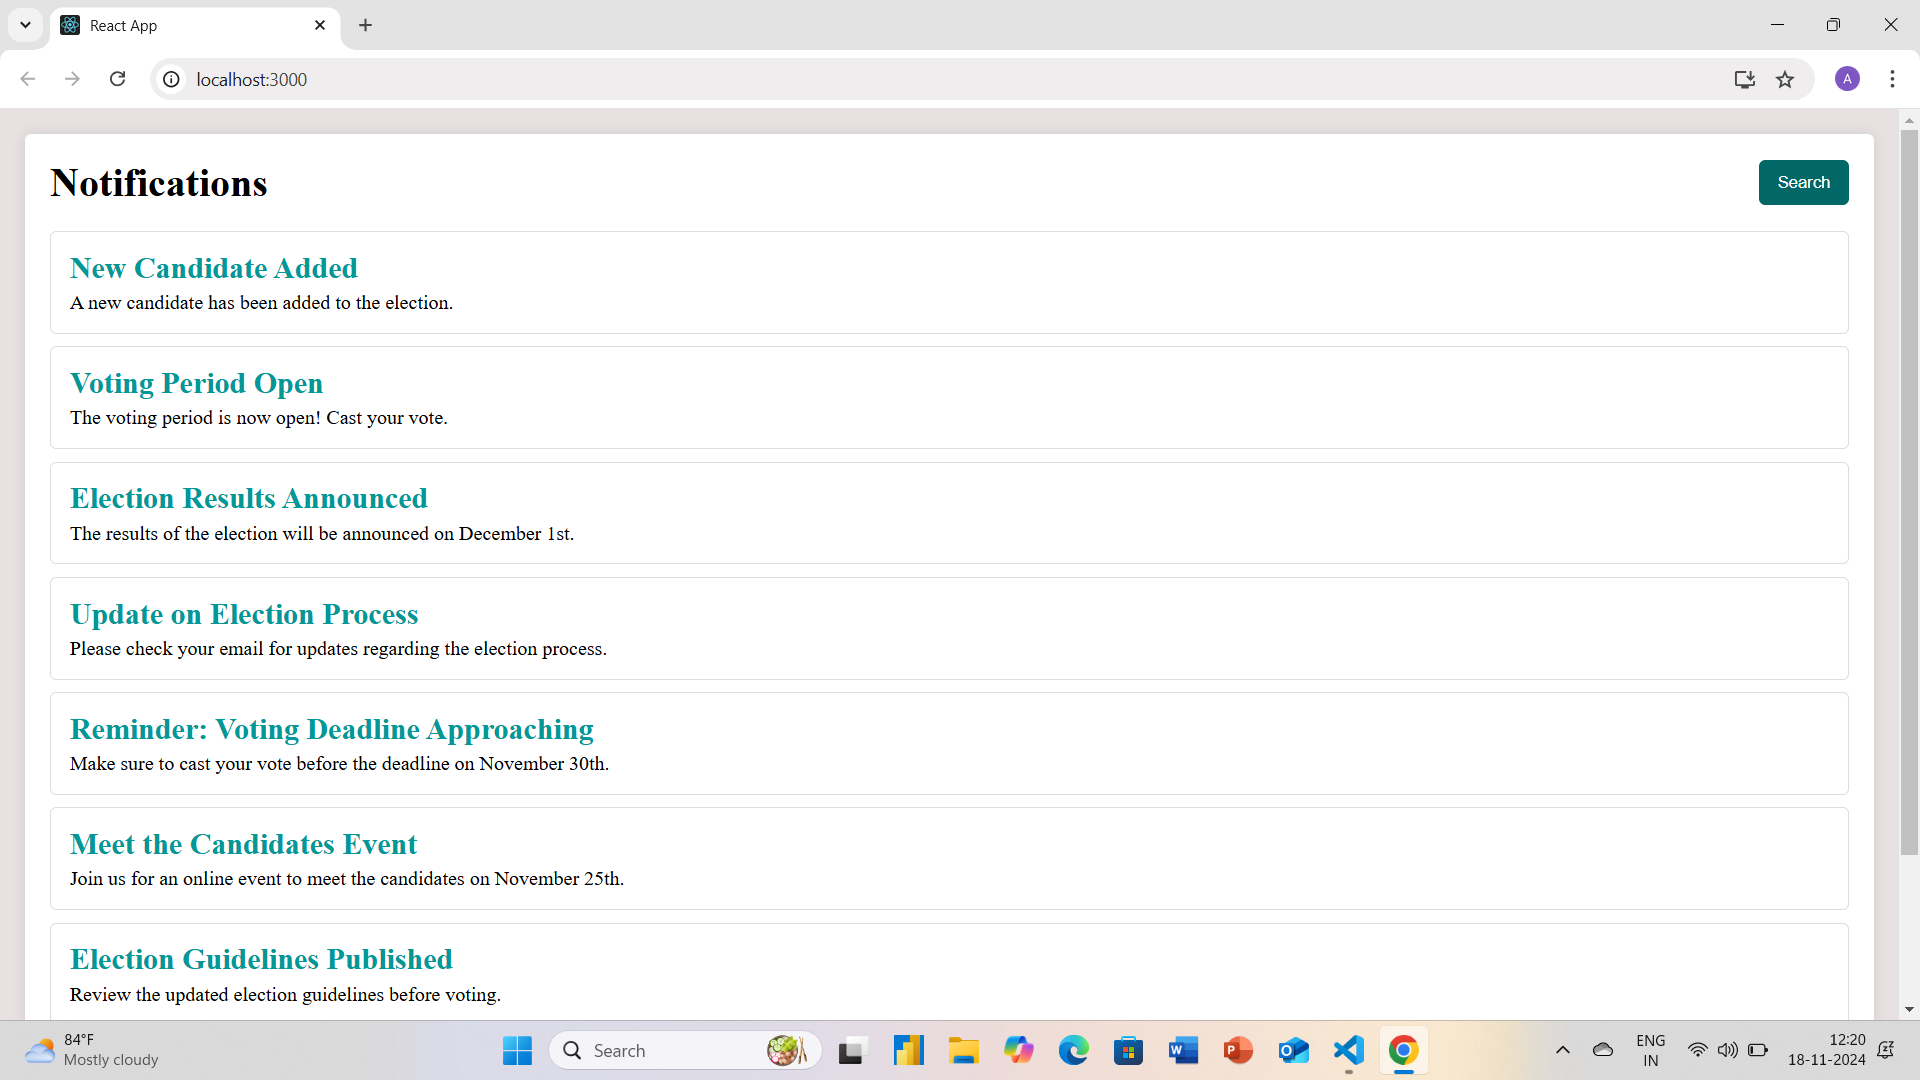 React App
localhost:3000
A
Notifications
Search
New Candidate Added
A new candidate has been added to the election.
Voting Period Open
The voting period is now open! Cast your vote.
Election Results Announced
The results of the election will be announced on December 1st.
Update on Election Process
Please check your email for updates regarding the election process.
Reminder: Voting Deadline Approaching
Make sure to cast your vote before the deadline on November 30th.
Meet the Candidates Event
Join us for an online event to meet the candidates on November 25th.
Election Guidelines Published
Review the updated election guidelines before voting.
84°F
Mostly cloudy
Search
ENG
IN
12:20
18-11-2024